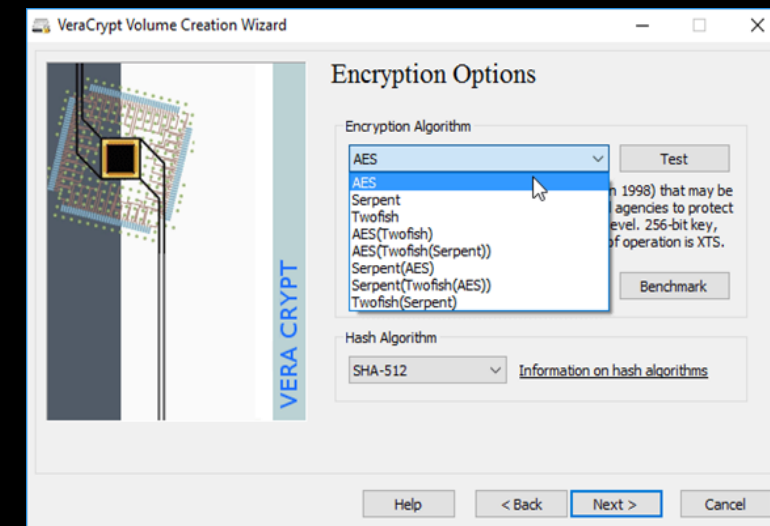 VeraCrypt Volume Creation Wizard
Encryption Options
Encryption Algorithm
AES
Test
AES
Serpent
Twofish
AES(Twofish)
AES(Twofish(Serpent))
Serpent(AES)
Serpent(Twofish(AES))
Twofish(Serpent)
1998) that may be
agencies to protect
256-bit key,
of operation is XTS.
Benchmark
Hash Algorithm
SHA-512
Information on hash algorithms
VERA CRYPT
Help
< Back
Next >
Cancel